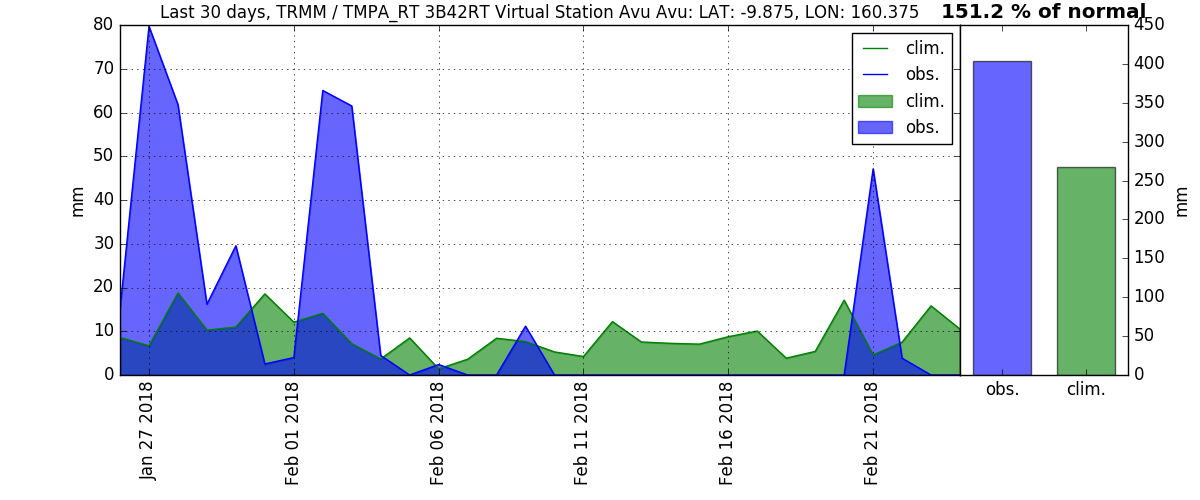 Last 30 days, TRMM / TMPA_RT 3B42RT Virtual Station Avu Avu: LAT: -9.875, LON: 160.375
151.2 % of normal
80
70
60
50
40
30
20
10
0
mm
clim.
obs.
clim.
obs.
Jan 27 2018
Feb 01 2018
Feb 06 2018
Feb 11 2018
Feb 16 2018
Feb 21 2018
450
400
350
300
250
200
150
100
50
0
mm
obs.
clim.